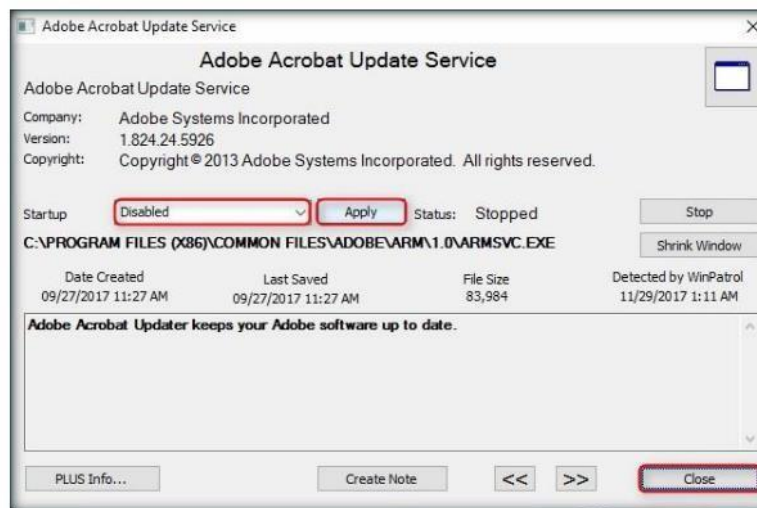 Adobe Acrobat Update Service
Adobe Acrobat Update Service
Adobe Acrobat Update Service
Company: Adobe Systems Incorporated
Version: 1.824.24.5926
Copyright: Copyright © 2013 Adobe Systems Incorporated. All rights reserved.
Startup Disabled Apply Status: Stopped Stop
C:\PROGRAM FILES (X86)\COMMON FILES\ADOBE\ARM\1.0\ARMSVC.EXE Shrink Window
Date Created Last Saved File Size Detected by WinPatrol
09/27/2017 11:27 AM 09/27/2017 11:27 AM 83,984 11/29/2017 1:11 AM
Adobe Acrobat Updater keeps your Adobe software up to date.
PLUS Info... Create Note << >> Close